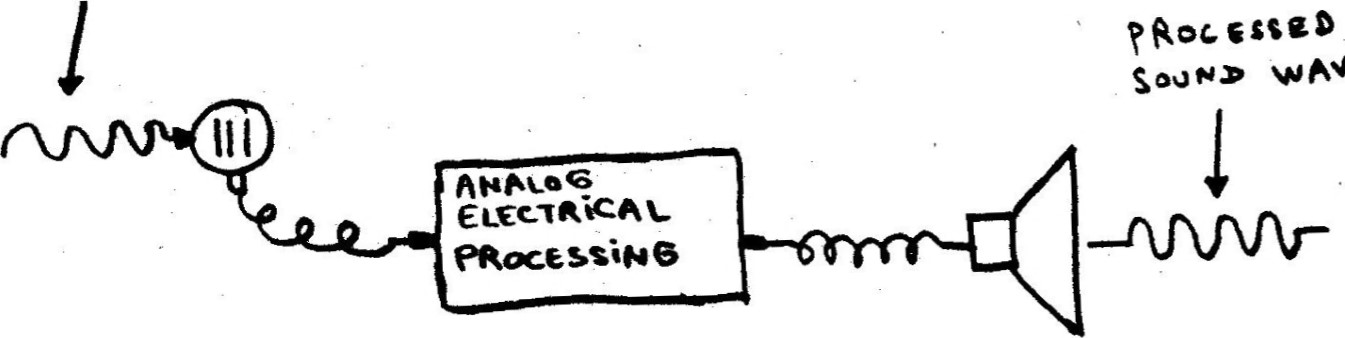 PROCESSED
SOUND WAV
ANALOG
ELECTRiCAL
PROCESSiNG